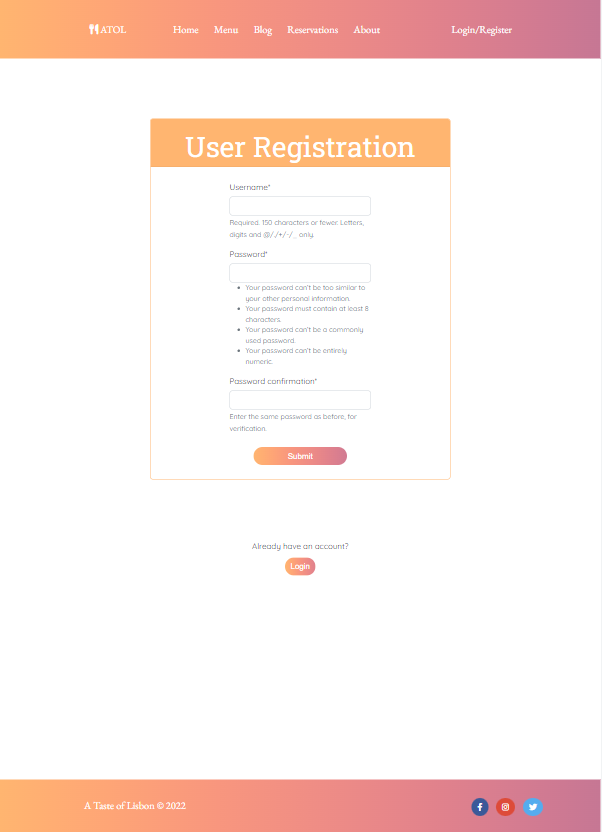 ATOL Home Menu Blog Reservations About Login/Register
User Registration
Username*
Required. 150 characters or fewer. Letters,
digits and @/./+/-/_ only.
Password*
Your password can't be too similar to
your other personal information.
Your password must contain at least 8
characters.
Your password can't be a commonly
used password.
Your password can't be entirely
numeric.
Password confirmation*
Enter the same password as before, for
verification.
Submit
Already have an account?
Login
A Taste of Lisbon © 2022